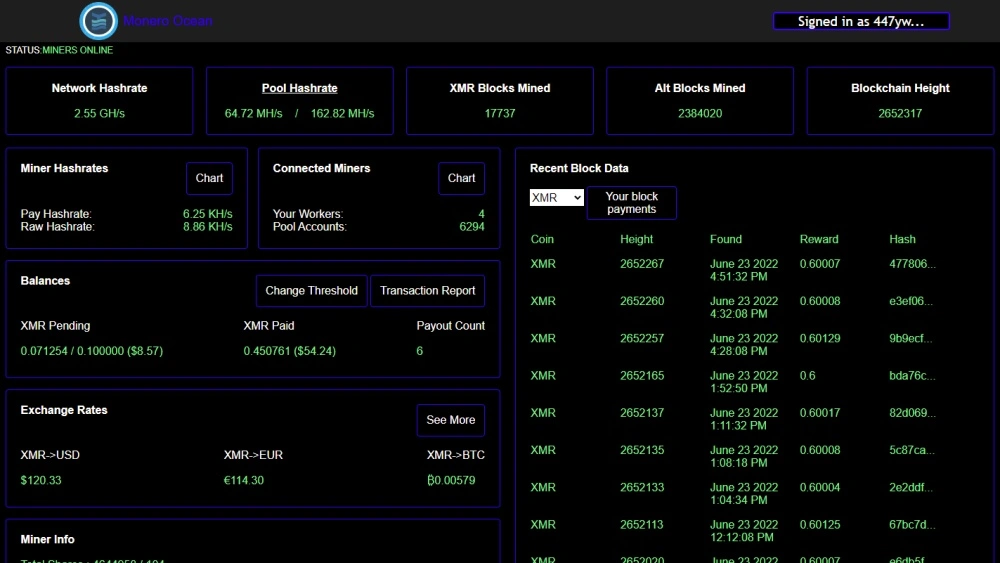 Monero Ocean
Signed in as 447yw...
STATUS:MINERS ONLINE
Network Hashrate
2.55 GH/s
Pool Hashrate
64.72 MH/s / 162.82 MH/s
XMR Blocks Mined
17737
Alt Blocks Mined
2384020
Blockchain Height
2652317
Miner Hashrates
Chart
Pay Hashrate: 6.25 KH/s
Raw Hashrate: 8.86 KH/s
Connected Miners
Chart
Your Workers: 4
Pool Accounts: 6294
Balances
Change Threshold
Transaction Report
XMR Pending XMR Paid Payout Count
0.071254 / 0.100000 ($8.57) 0.450761 ($54.24) 6
Exchange Rates
See More
XMR->USD XMR->EUR XMR->BTC
$120.33 €114.30 ₿0.00579
Miner Info
Recent Block Data
XMR
Your block
payments
Coin Height Found Reward Hash
XMR 2652267 June 23 2022 0.60007 477806...
4:51:32 PM
XMR 2652260 June 23 2022 0.60008 e3ef06...
4:32:08 PM
XMR 2652257 June 23 2022 0.60129 9b9ecf...
4:28:08 PM
XMR 2652165 June 23 2022 0.6 bda76c...
1:52:50 PM
XMR 2652137 June 23 2022 0.60017 82d069...
1:11:32 PM
XMR 2652135 June 23 2022 0.60008 5c87ca...
1:08:18 PM
XMR 2652133 June 23 2022 0.60004 2e2ddf...
1:04:34 PM
XMR 2652113 June 23 2022 0.60125 67bc7d...
12:12:08 PM
XMR 2652020 June 23 2022 0.60007